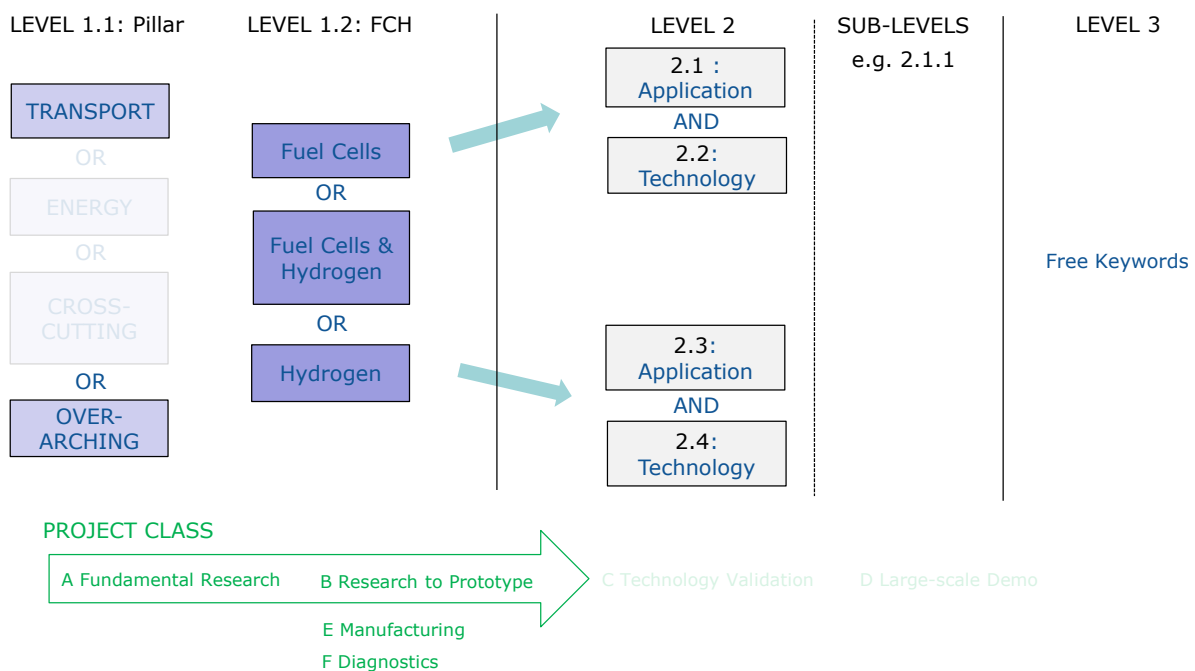 LEVEL 1.1: Pillar
LEVEL 1.2: FCH
LEVEL 2
SUB-LEVELS
e.g. 2.1.1
LEVEL 3
TRANSPORT
OR
ENERGY
OR
CROSS-
CUTTING
OR
OVER-
ARCHING
Fuel Cells
OR
Fuel Cells &
Hydrogen
OR
Hydrogen
2.1 :
Application
AND
2.2:
Technology
2.3:
Application
AND
2.4:
Technology
Free Keywords
PROJECT CLASS
A Fundamental Research
B Research to Prototype
C Technology Validation
D Large-scale Demo
E Manufacturing
F Diagnostics